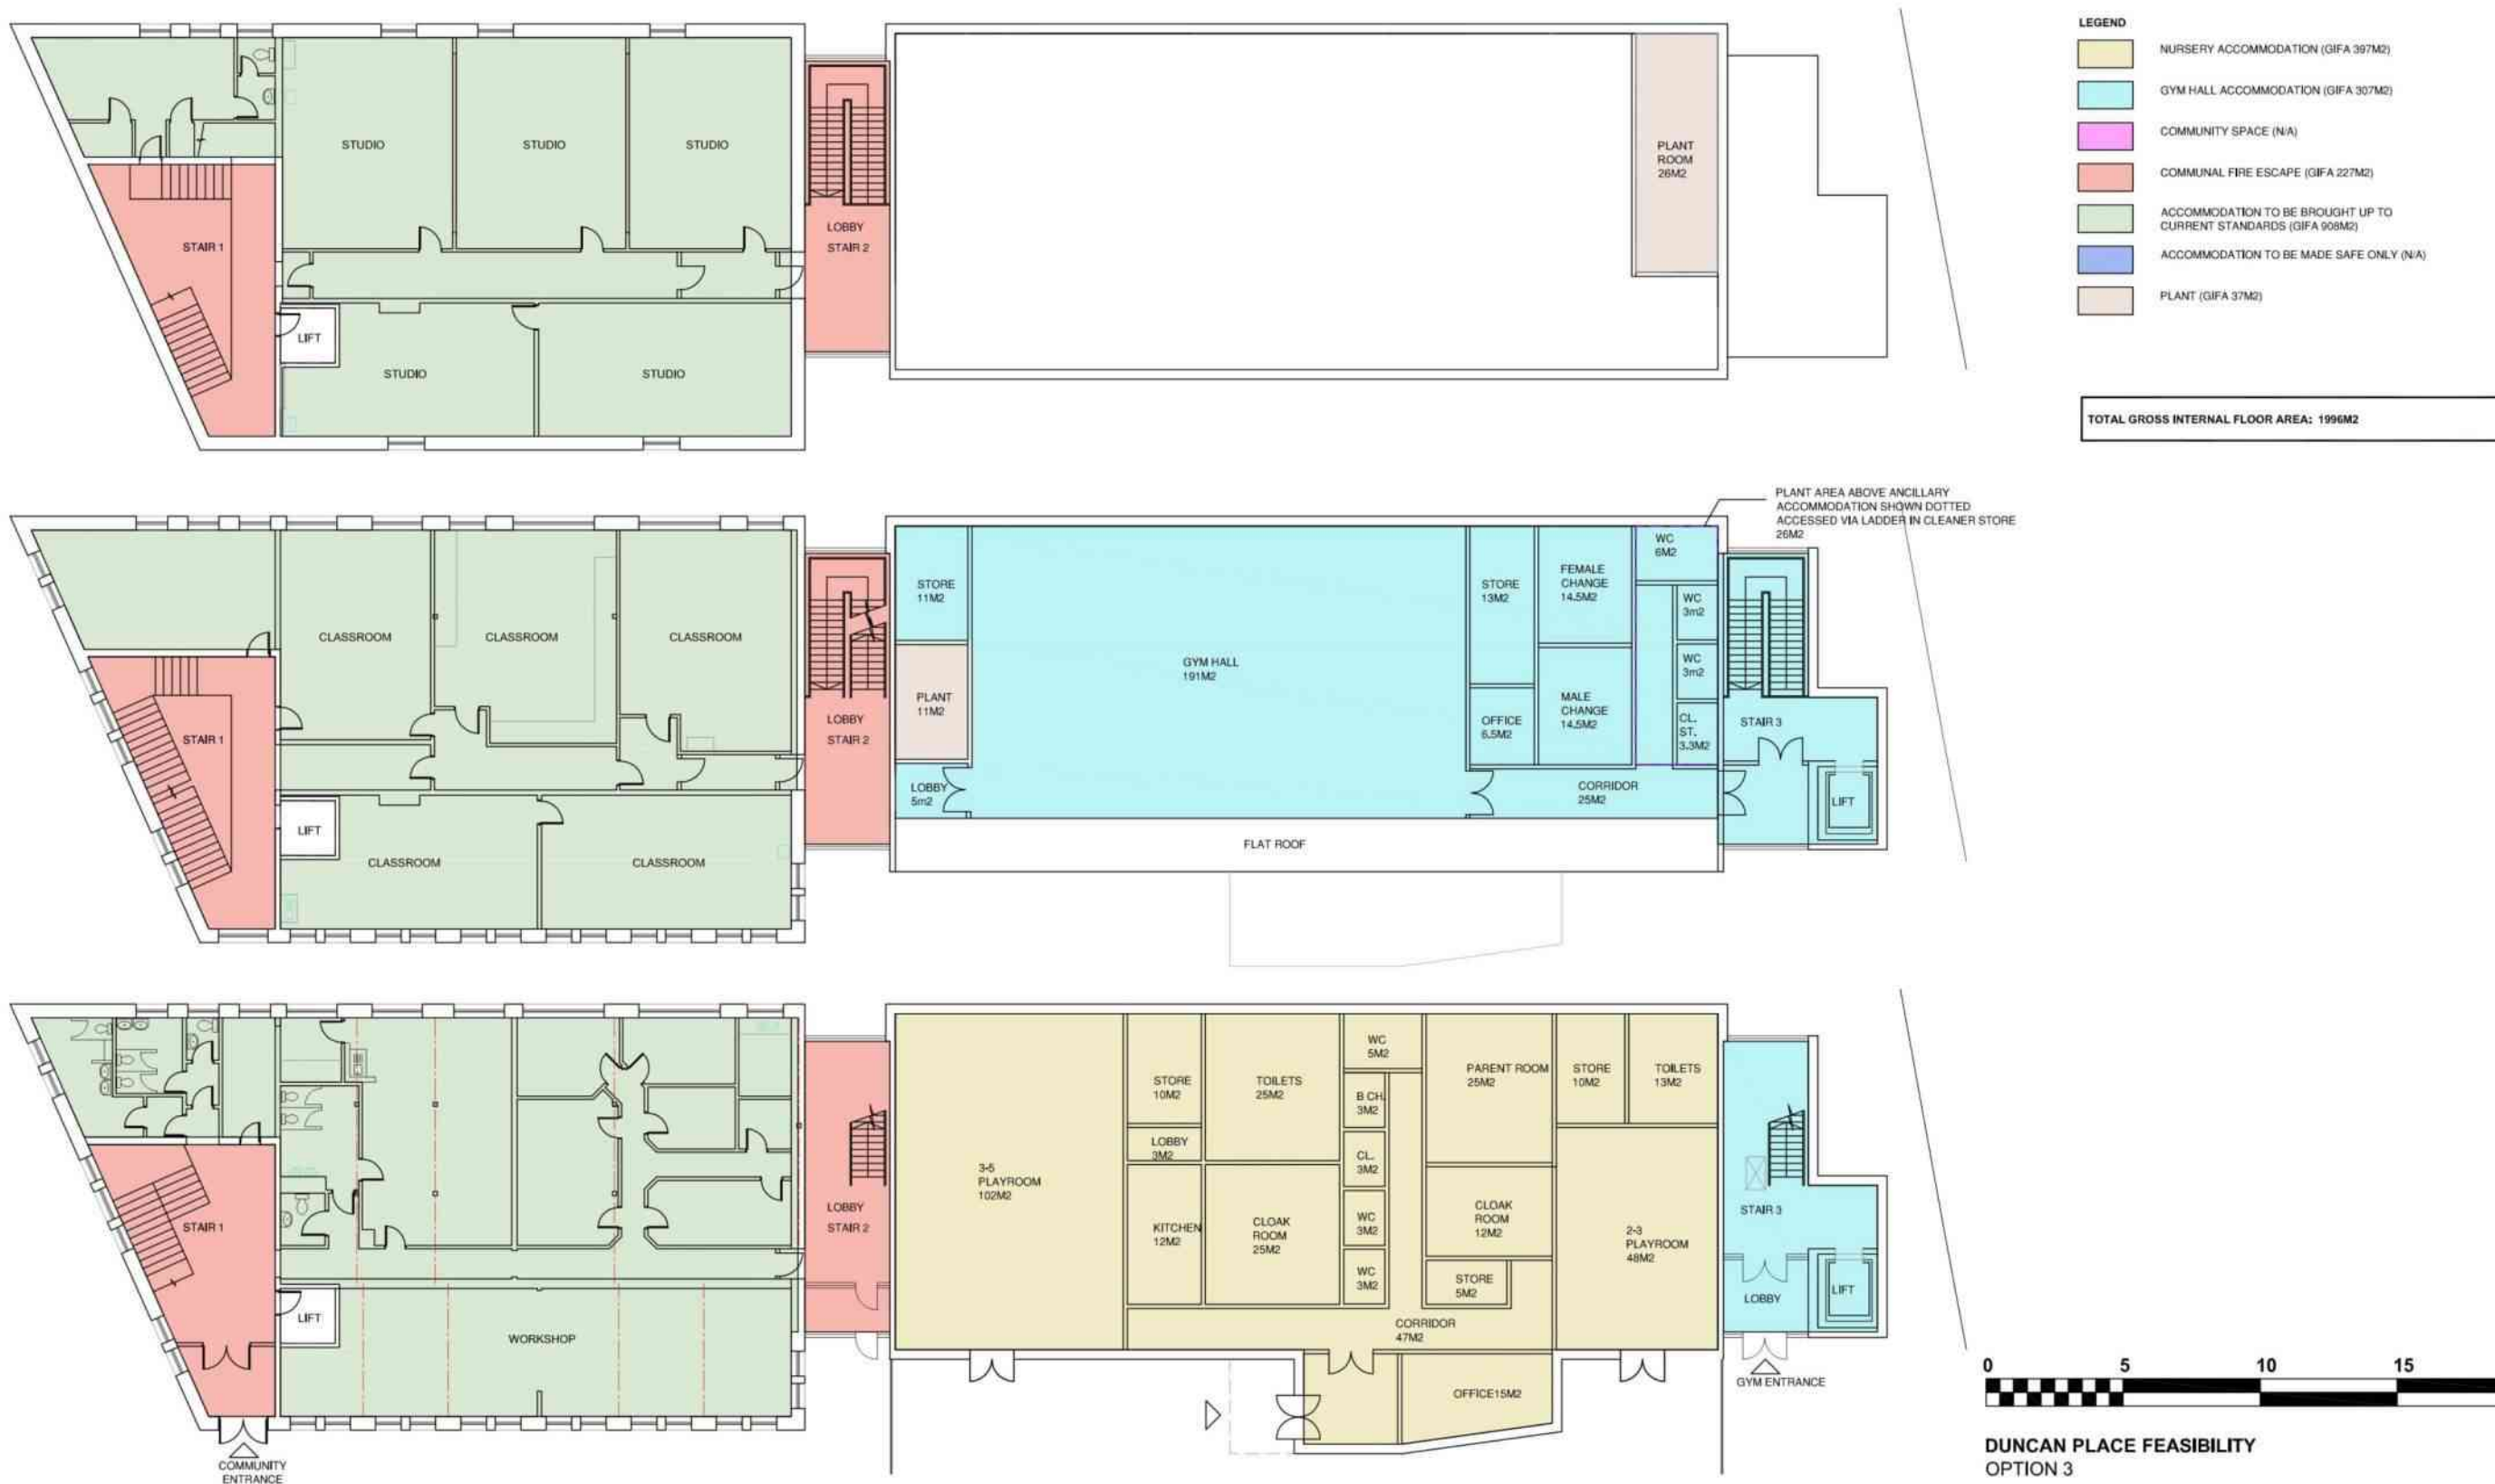 LEGEND
NURSERY ACCOMMODATION (GIFA 397M2)
GYM HALL ACCOMMODATION (GIFA 307M2)
COMMUNITY SPACE (N/A)
COMMUNAL FIRE ESCAPE (GIFA 227M2)
ACCOMMODATION TO BE BROUGHT UP TO
CURRENT STANDARDS (GIFA 908M2)
ACCOMMODATION TO BE MADE SAFE ONLY (N/A)
PLANT (GIFA 37M2)
TOTAL GROSS INTERNAL FLOOR AREA: 1996M2
STUDIO
STUDIO
STUDIO
STAIR 1
LIFT
STUDIO
STUDIO
LOBBY
STAIR 2
PLANT
ROOM
26M2
PLANT AREA ABOVE ANCILLARY
ACCOMMODATION SHOWN DOTTED
ACCESSED VIA LADDER IN CLEANER STORE
26M2
CLASSROOM
CLASSROOM
CLASSROOM
STAIR 1
LIFT
CLASSROOM
CLASSROOM
LOBBY
STAIR 2
STORE
11M2
PLANT
11M2
LOBBY
5m2
GYM HALL
191M2
STORE
13M2
OFFICE
6.5M2
FEMALE
CHANGE
14.5M2
MALE
CHANGE
14.5M2
WC
6M2
WC
3m2
WC
3m2
CL.
ST.
3.3M2
CORRIDOR
25M2
STAIR 3
LIFT
FLAT ROOF
STAIR 1
LIFT
WORKSHOP
COMMUNITY
ENTRANCE
LOBBY
STAIR 2
3-5
PLAYROOM
102M2
STORE
10M2
LOBBY
3M2
KITCHEN
12M2
TOILETS
25M2
CLOAK
ROOM
25M2
WC
5M2
B CH.
3M2
CL.
3M2
WC
3M2
WC
3M2
PARENT ROOM
25M2
CLOAK
ROOM
12M2
STORE
5M2
CORRIDOR
47M2
OFFICE15M2
STORE
10M2
TOILETS
13M2
2-3
PLAYROOM
48M2
STAIR 3
LOBBY
LIFT
GYM ENTRANCE
0 5 10 15
DUNCAN PLACE FEASIBILITY
OPTION 3